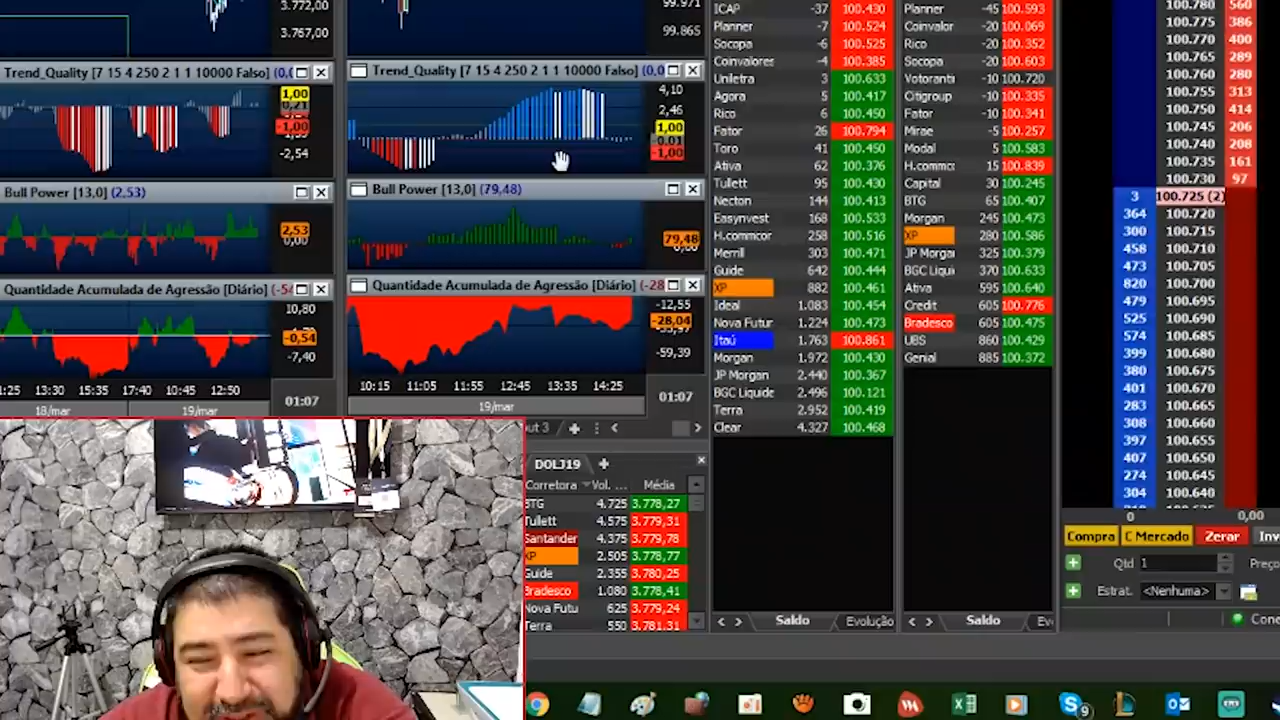 3.772,00
3.767,00
99.971
99.865
Trend_Quality [7 15 4 250 2 1 1 10000 Falso] (0,0
1,00
0,21
-1,00
-2,54
Trend_Quality [7 15 4 250 2 1 1 10000 Falso] (0,0
4,10
2,46
1,00
0,01
-1,00
Bull Power [13,0] (2,53)
2,53
0,00
Bull Power [13,0] (79,48)
79,48
Quantidade Acumulada de Agressão [Diário] (-54
10,80
-0,54
-7,40
Quantidade Acumulada de Agressão [Diário] (-28
-12,55
-28,04
-59,39
1:25 13:30 15:35 17:40 10:45 12:50
18/mar 19/mar
01:07
10:15 11:05 11:55 12:45 13:35 14:25
19/mar
01:07
out 3
ICAP -37 100.430
Planner -7 100.524
Socopa -6 100.525
Coinvalores -4 100.385
Uniletra 3 100.633
Agora 5 100.417
Rico 6 100.450
Fator 26 100.794
Toro 41 100.450
Ativa 62 100.376
Tullett 95 100.430
Necton 144 100.413
Easynvest 168 100.533
H.commcor 258 100.516
Merrill 303 100.471
Guide 642 100.444
XP 882 100.461
Ideal 1.083 100.454
Nova Futur 1.224 100.473
Itaú 1.763 100.861
Morgan 1.972 100.430
JP Morgan 2.440 100.367
BGC Liquide 2.496 100.121
Terra 2.952 100.419
Clear 4.327 100.468
Saldo Evolução
Planner -45 100.593
Coinvalor -20 100.069
Rico -20 100.352
Socopa -20 100.603
Votoranti -10 100.720
Citigroup -10 100.335
Fator -10 100.341
Mirae -5 100.257
Modal 5 100.583
H.commc 15 100.839
Capital 30 100.245
BTG 65 100.407
Morgan 245 100.473
XP 280 100.586
JP Morga 325 100.379
BGC Liqui 370 100.633
Ativa 595 100.640
Credit 605 100.776
Bradesco 605 100.475
UBS 860 100.429
Genial 885 100.372
Saldo Ev
100.780 560
100.775 386
100.770 400
100.765 289
100.760 280
100.755 313
100.750 414
100.745 206
100.740 208
100.735 161
100.730 97
3 100.725 (2)
364 100.720
300 100.715
458 100.710
473 100.705
820 100.700
479 100.695
525 100.690
574 100.685
399 100.680
380 100.675
401 100.670
283 100.665
308 100.660
397 100.655
407 100.650
274 100.645
304 100.640
0 0,00
Compra C Mercado Zerar Inv
Qtd 1 Preço
Estrat. <Nenhuma>
Cone
DOLJ19
Corretora Vol. ... Média
BTG 4.725 3.778,27
Tullett 4.575 3.779,31
Santander 4.375 3.779,78
XP 2.505 3.778,77
Guide 2.355 3.780,25
Bradesco 1.080 3.778,41
Nova Futu 625 3.779,24
Terra 550 3.781,31
9